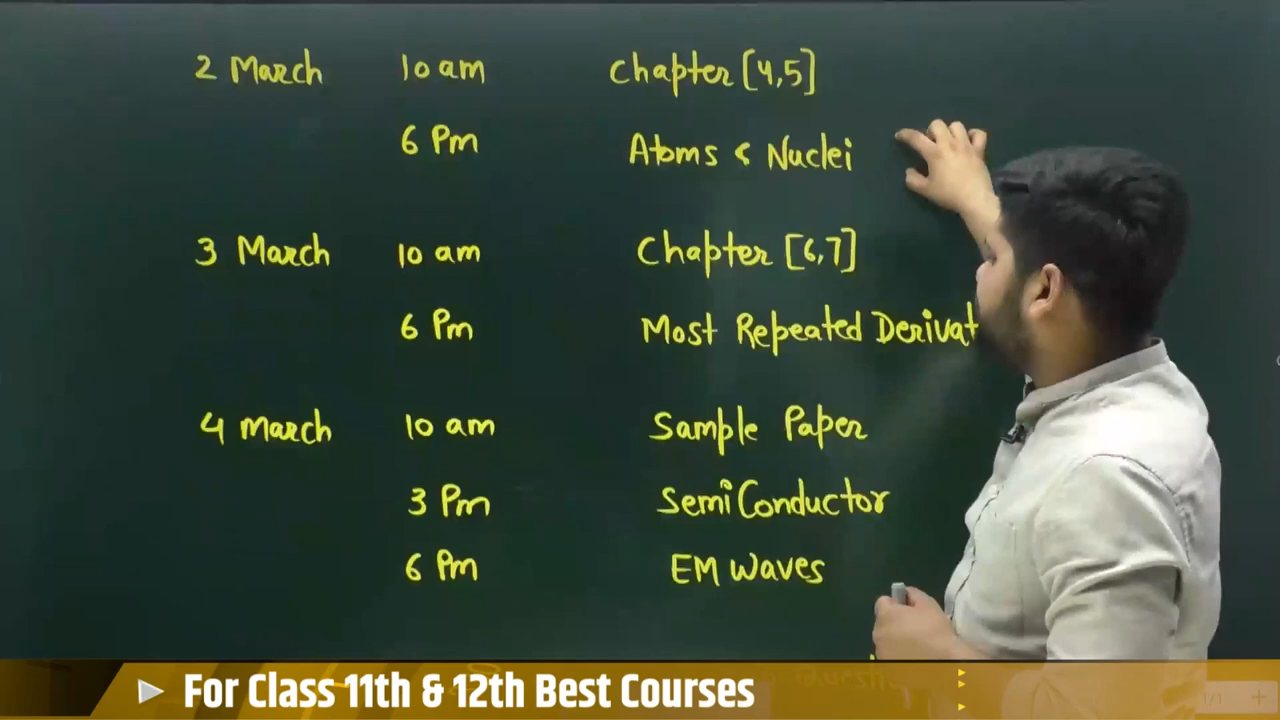 2 March 10 am Chapter [4,5]
6 Pm Atoms & Nuclei
3 March 10 am Chapter [6,7]
6 Pm Most Repeated Derivat
4 March 10 am Sample Paper
3 Pm SemiConductor
6 Pm EM Waves
For Class 11th & 12th Best Courses
1/1